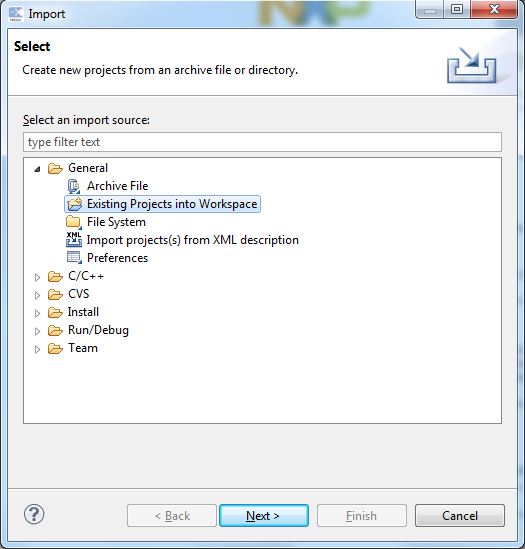 Import
Select
Create new projects from an archive file or directory.
Select an import source:
type filter text
General
Archive File
Existing Projects into Workspace
File System
XML
Import projects(s) from XML description
Preferences
C/C++
CVS
Install
Run/Debug
Team
?
< Back
Next >
Finish
Cancel